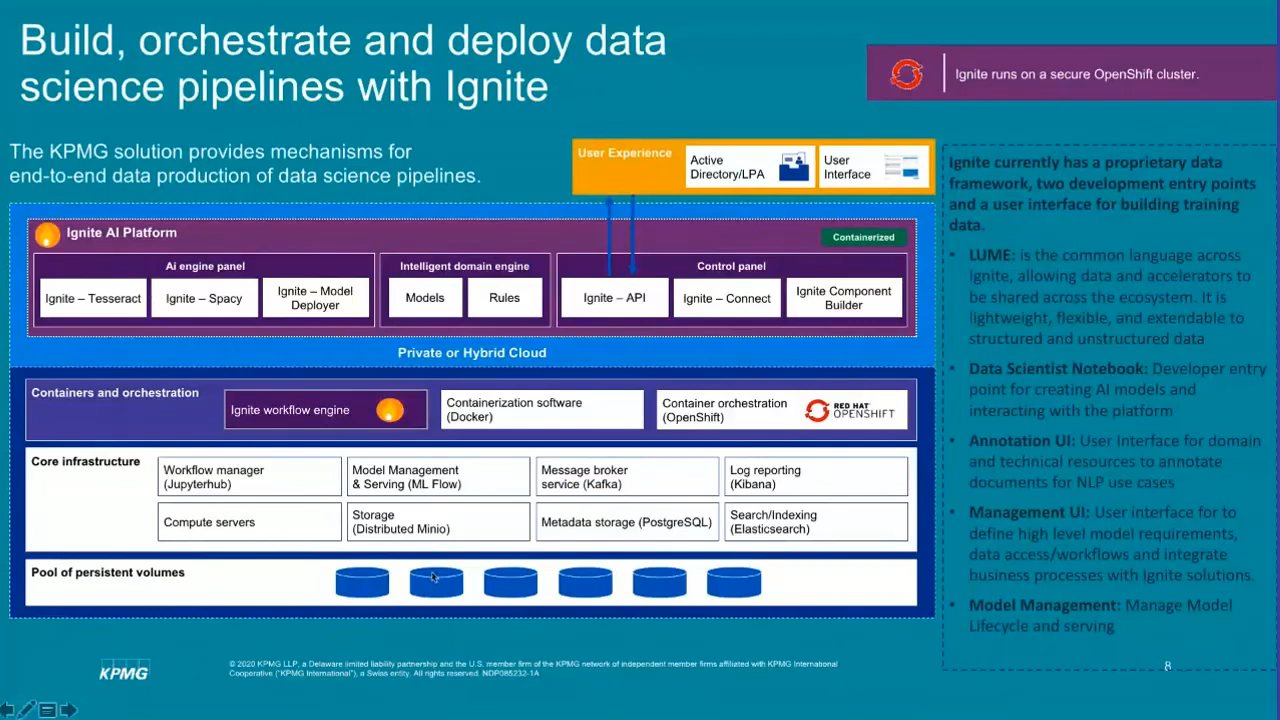 Build, orchestrate and deploy data
science pipelines with Ignite
Ignite runs on a secure OpenShift cluster.
The KPMG solution provides mechanisms for
end-to-end data production of data science pipelines.
User Experience
Active
Directory/LPA
User
Interface
Ignite AI Platform
Containerized
Ai engine panel
Ignite – Tesseract
Ignite – Spacy
Ignite – Model
Deployer
Intelligent domain engine
Models
Rules
Control panel
Ignite – API
Ignite – Connect
Ignite Component
Builder
Private or Hybrid Cloud
Containers and orchestration
Ignite workflow engine
Containerization software
(Docker)
Container orchestration
(OpenShift)
RED HAT
OPENSHIFT
Core infrastructure
Workflow manager
(Jupyterhub)
Model Management
& Serving (ML Flow)
Message broker
service (Kafka)
Log reporting
(Kibana)
Compute servers
Storage
(Distributed Minio)
Metadata storage (PostgreSQL)
Search/Indexing
(Elasticsearch)
Pool of persistent volumes
Ignite currently has a proprietary data
framework, two development entry points
and a user interface for building training
data.
• LUME: is the common language across
Ignite, allowing data and accelerators to
be shared across the ecosystem. It is
lightweight, flexible, and extendable to
structured and unstructured data
• Data Scientist Notebook: Developer entry
point for creating AI models and
interacting with the platform
• Annotation UI: User Interface for domain
and technical resources to annotate
documents for NLP use cases
• Management UI: User interface for to
define high level model requirements,
data access/workflows and integrate
business processes with Ignite solutions.
• Model Management: Manage Model
Lifecycle and serving
KPMG
© 2020 KPMG LLP, a Delaware limited liability partnership and the U.S. member firm of the KPMG network of independent member firms affiliated with KPMG International
Cooperative ("KPMG International"), a Swiss entity. All rights reserved. NDP085232-1A
8